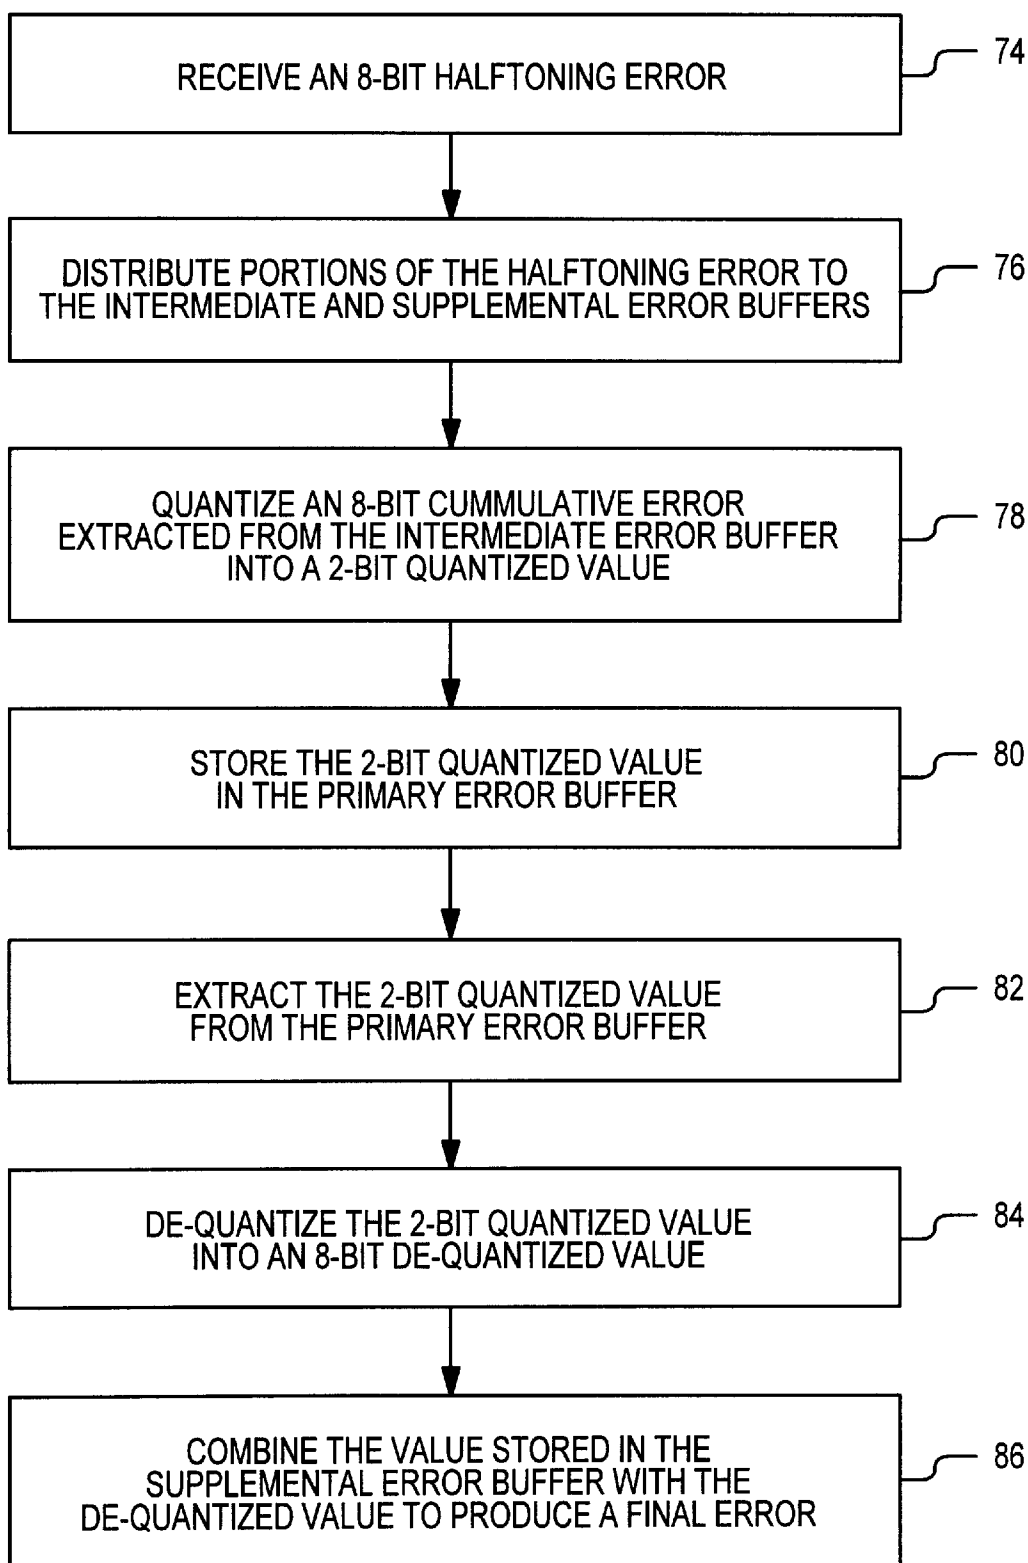 RECEIVE AN 8-BIT HALFTONING ERROR
74
DISTRIBUTE PORTIONS OF THE HALFTONING ERROR TO
THE INTERMEDIATE AND SUPPLEMENTAL ERROR BUFFERS
76
QUANTIZE AN 8-BIT CUMMULATIVE ERROR
EXTRACTED FROM THE INTERMEDIATE ERROR BUFFER
INTO A 2-BIT QUANTIZED VALUE
78
STORE THE 2-BIT QUANTIZED VALUE
IN THE PRIMARY ERROR BUFFER
80
EXTRACT THE 2-BIT QUANTIZED VALUE
FROM THE PRIMARY ERROR BUFFER
82
DE-QUANTIZE THE 2-BIT QUANTIZED VALUE
INTO AN 8-BIT DE-QUANTIZED VALUE
84
COMBINE THE VALUE STORED IN THE
SUPPLEMENTAL ERROR BUFFER WITH THE
DE-QUANTIZED VALUE TO PRODUCE A FINAL ERROR
86